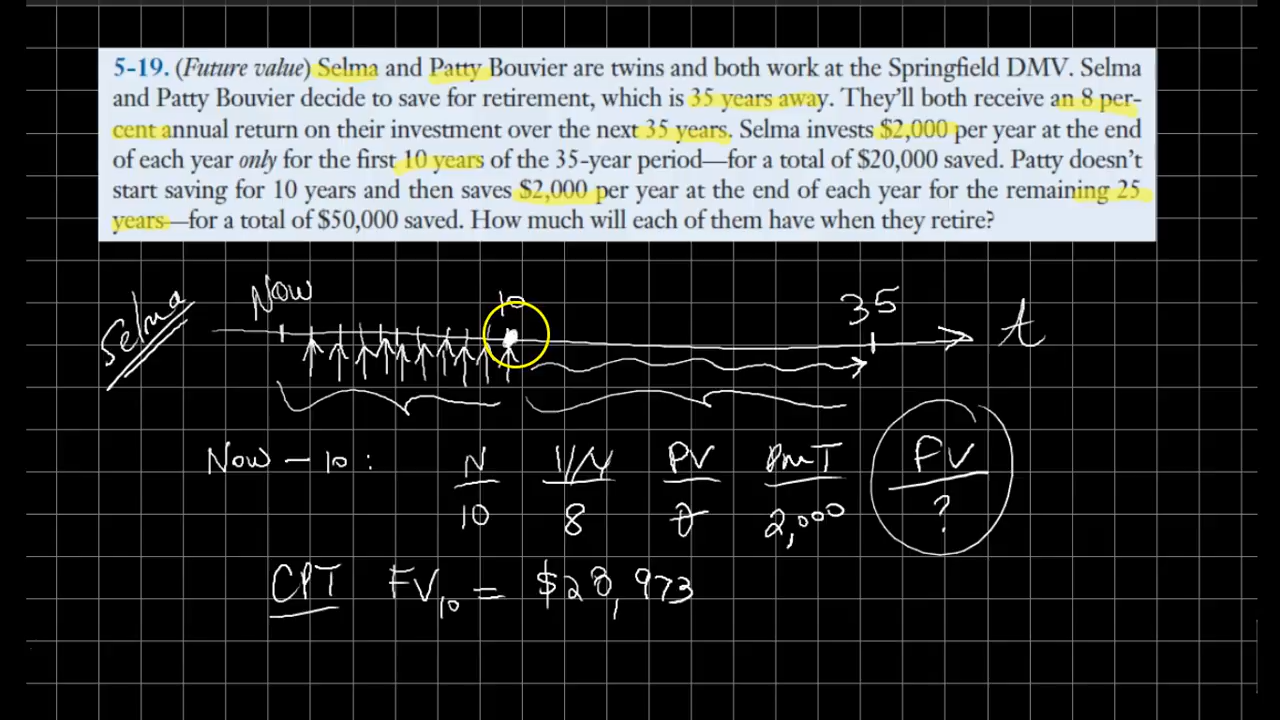 5-19. (Future value) Selma and Patty Bouvier are twins and both work at the Springfield DMV. Selma
and Patty Bouvier decide to save for retirement, which is 35 years away. They'll both receive an 8 per-
cent annual return on their investment over the next 35 years. Selma invests $2,000 per year at the end
of each year only for the first 10 years of the 35-year period—for a total of $20,000 saved. Patty doesn't
start saving for 10 years and then saves $2,000 per year at the end of each year for the remaining 25
years—for a total of $50,000 saved. How much will each of them have when they retire?
Selma
Now 10 35 t
Now - 10 : N I/Y PV PMT FV
10 8 0 2,000 ?
CPT FV10 = $28,973